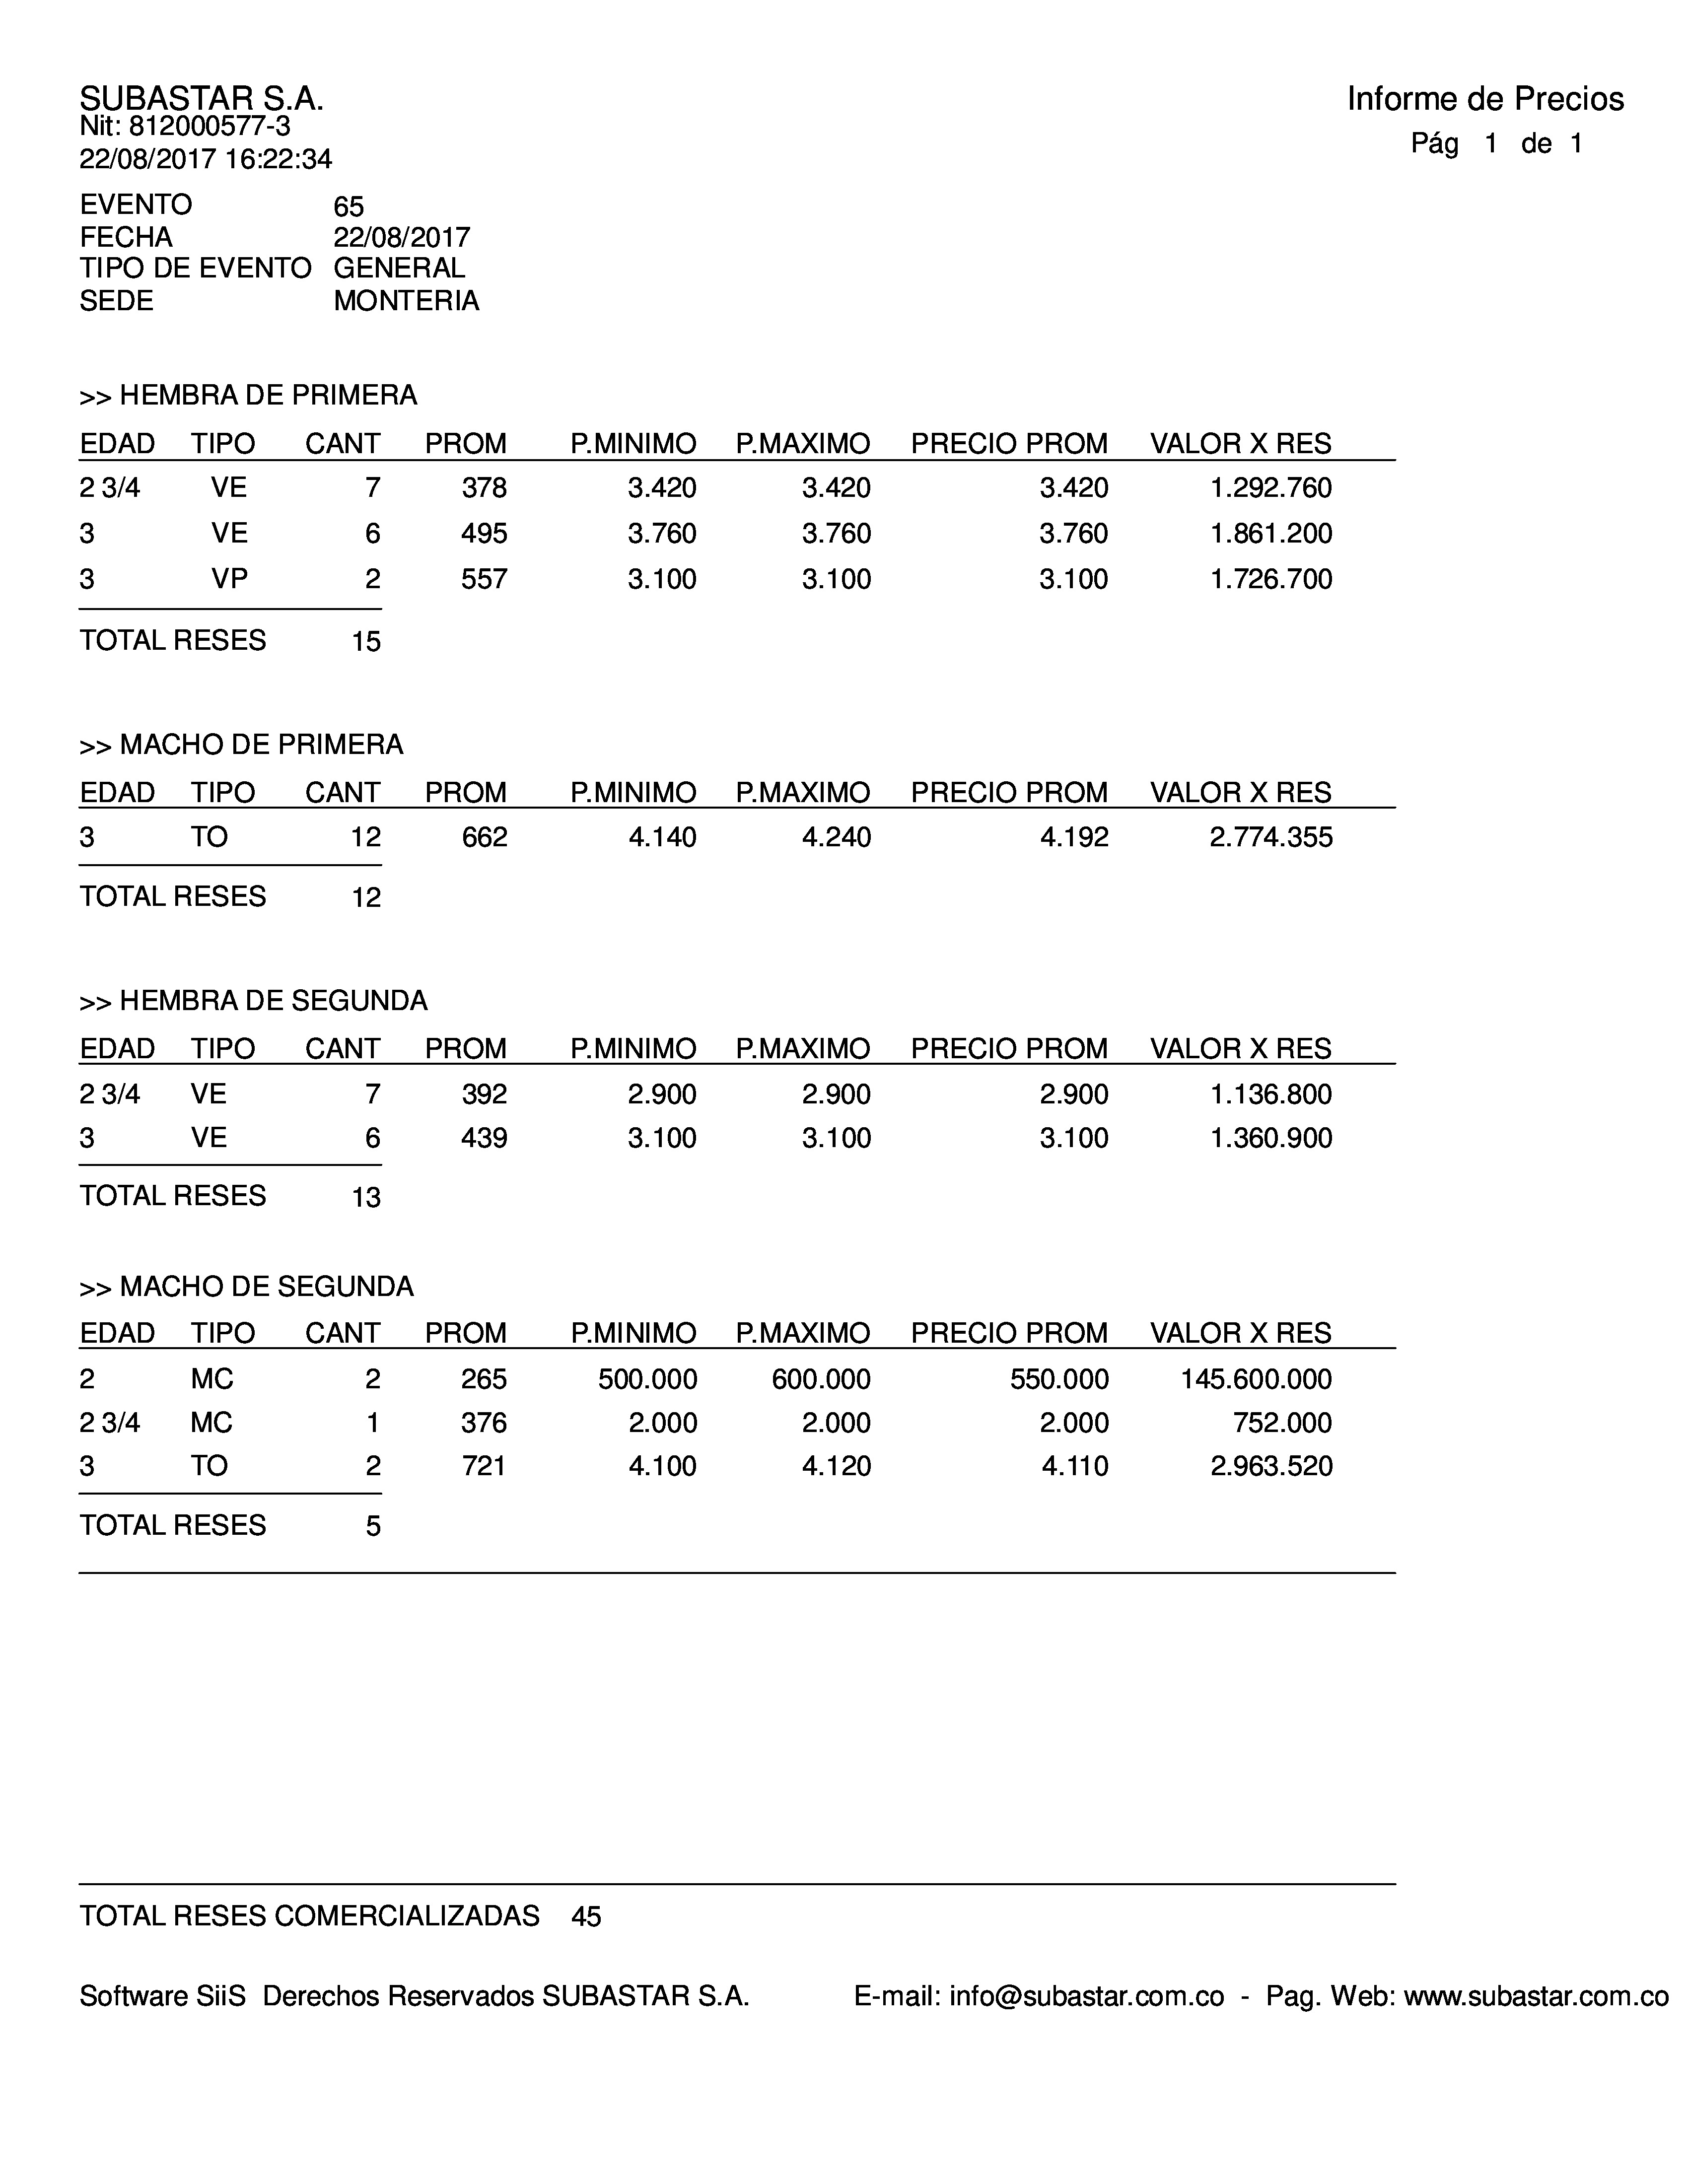 SUBASTAR S.A.
Nit: 812000577-3
22/08/2017 16:22:34
Informe de Precios
Pág 1 de 1
EVENTO 65
FECHA 22/08/2017
TIPO DE EVENTO GENERAL
SEDE MONTERIA
>> HEMBRA DE PRIMERA
EDAD TIPO CANT PROM P.MINIMO P.MAXIMO PRECIO PROM VALOR X RES
2 3/4 VE 7 378 3.420 3.420 3.420 1.292.760
3 VE 6 495 3.760 3.760 3.760 1.861.200
3 VP 2 557 3.100 3.100 3.100 1.726.700
TOTAL RESES 15
>> MACHO DE PRIMERA
EDAD TIPO CANT PROM P.MINIMO P.MAXIMO PRECIO PROM VALOR X RES
3 TO 12 662 4.140 4.240 4.192 2.774.355
TOTAL RESES 12
>> HEMBRA DE SEGUNDA
EDAD TIPO CANT PROM P.MINIMO P.MAXIMO PRECIO PROM VALOR X RES
2 3/4 VE 7 392 2.900 2.900 2.900 1.136.800
3 VE 6 439 3.100 3.100 3.100 1.360.900
TOTAL RESES 13
>> MACHO DE SEGUNDA
EDAD TIPO CANT PROM P.MINIMO P.MAXIMO PRECIO PROM VALOR X RES
2 MC 2 265 500.000 600.000 550.000 145.600.000
2 3/4 MC 1 376 2.000 2.000 2.000 752.000
3 TO 2 721 4.100 4.120 4.110 2.963.520
TOTAL RESES 5
TOTAL RESES COMERCIALIZADAS 45
Software SiiS Derechos Reservados SUBASTAR S.A. E-mail: info@subastar.com.co - Pag. Web: www.subastar.com.co